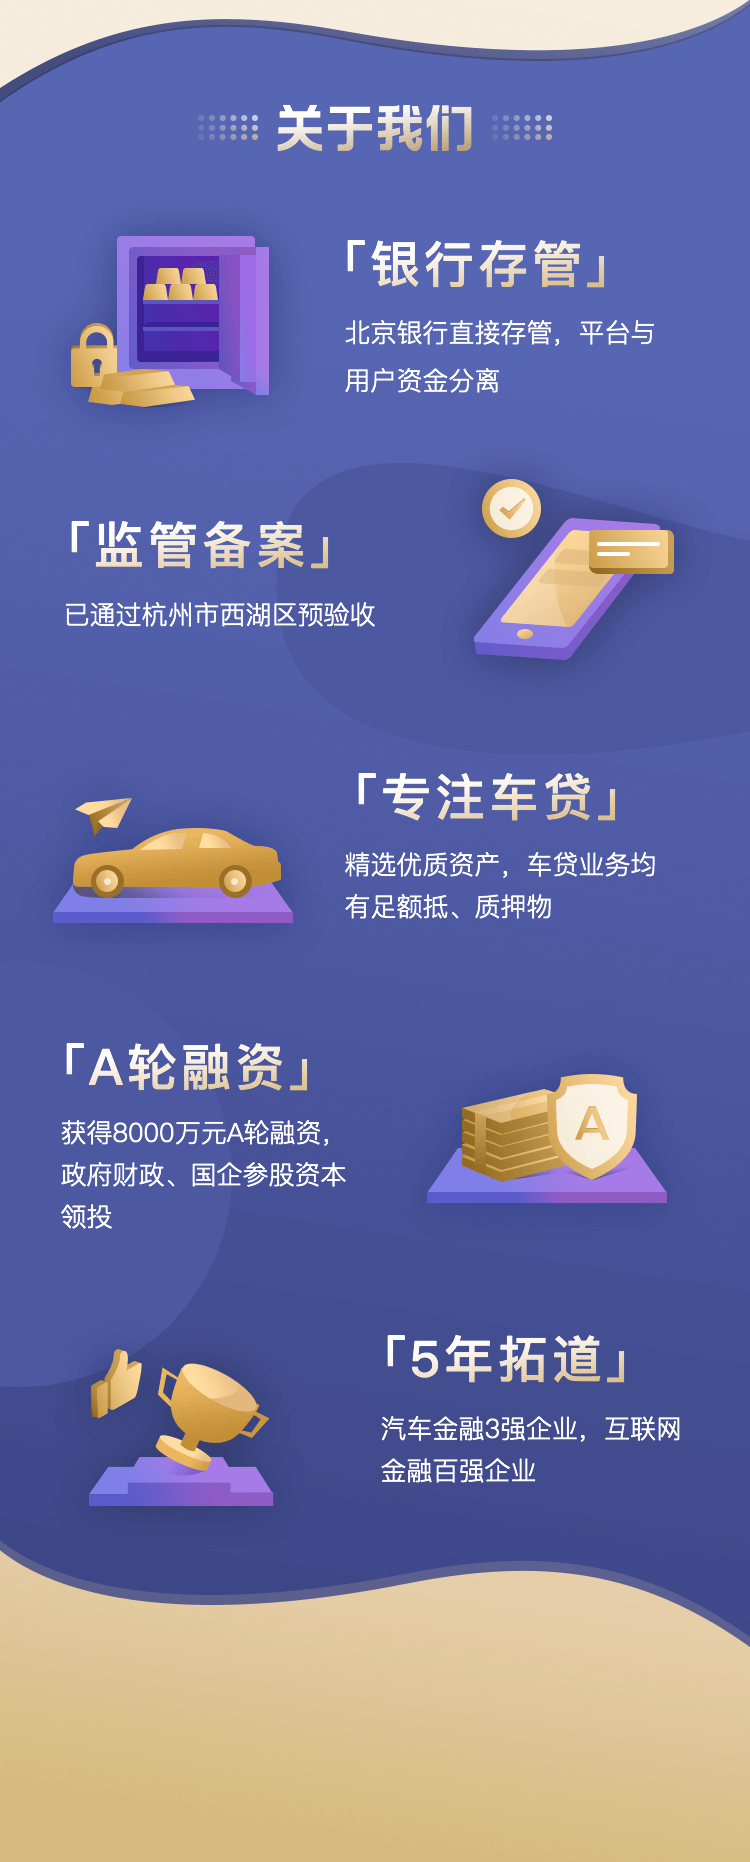 关于我们
「银行存管」
北京银行直接存管，平台与
用户资金分离
「监管备案」
已通过杭州市西湖区预验收
「专注车贷」
精选优质资产，车贷业务均
有足额抵、质押物
「A轮融资」
获得8000万元A轮融资，
政府财政、国企参股资本
领投
A
「5年拓道」
汽车金融3强企业，互联网
金融百强企业